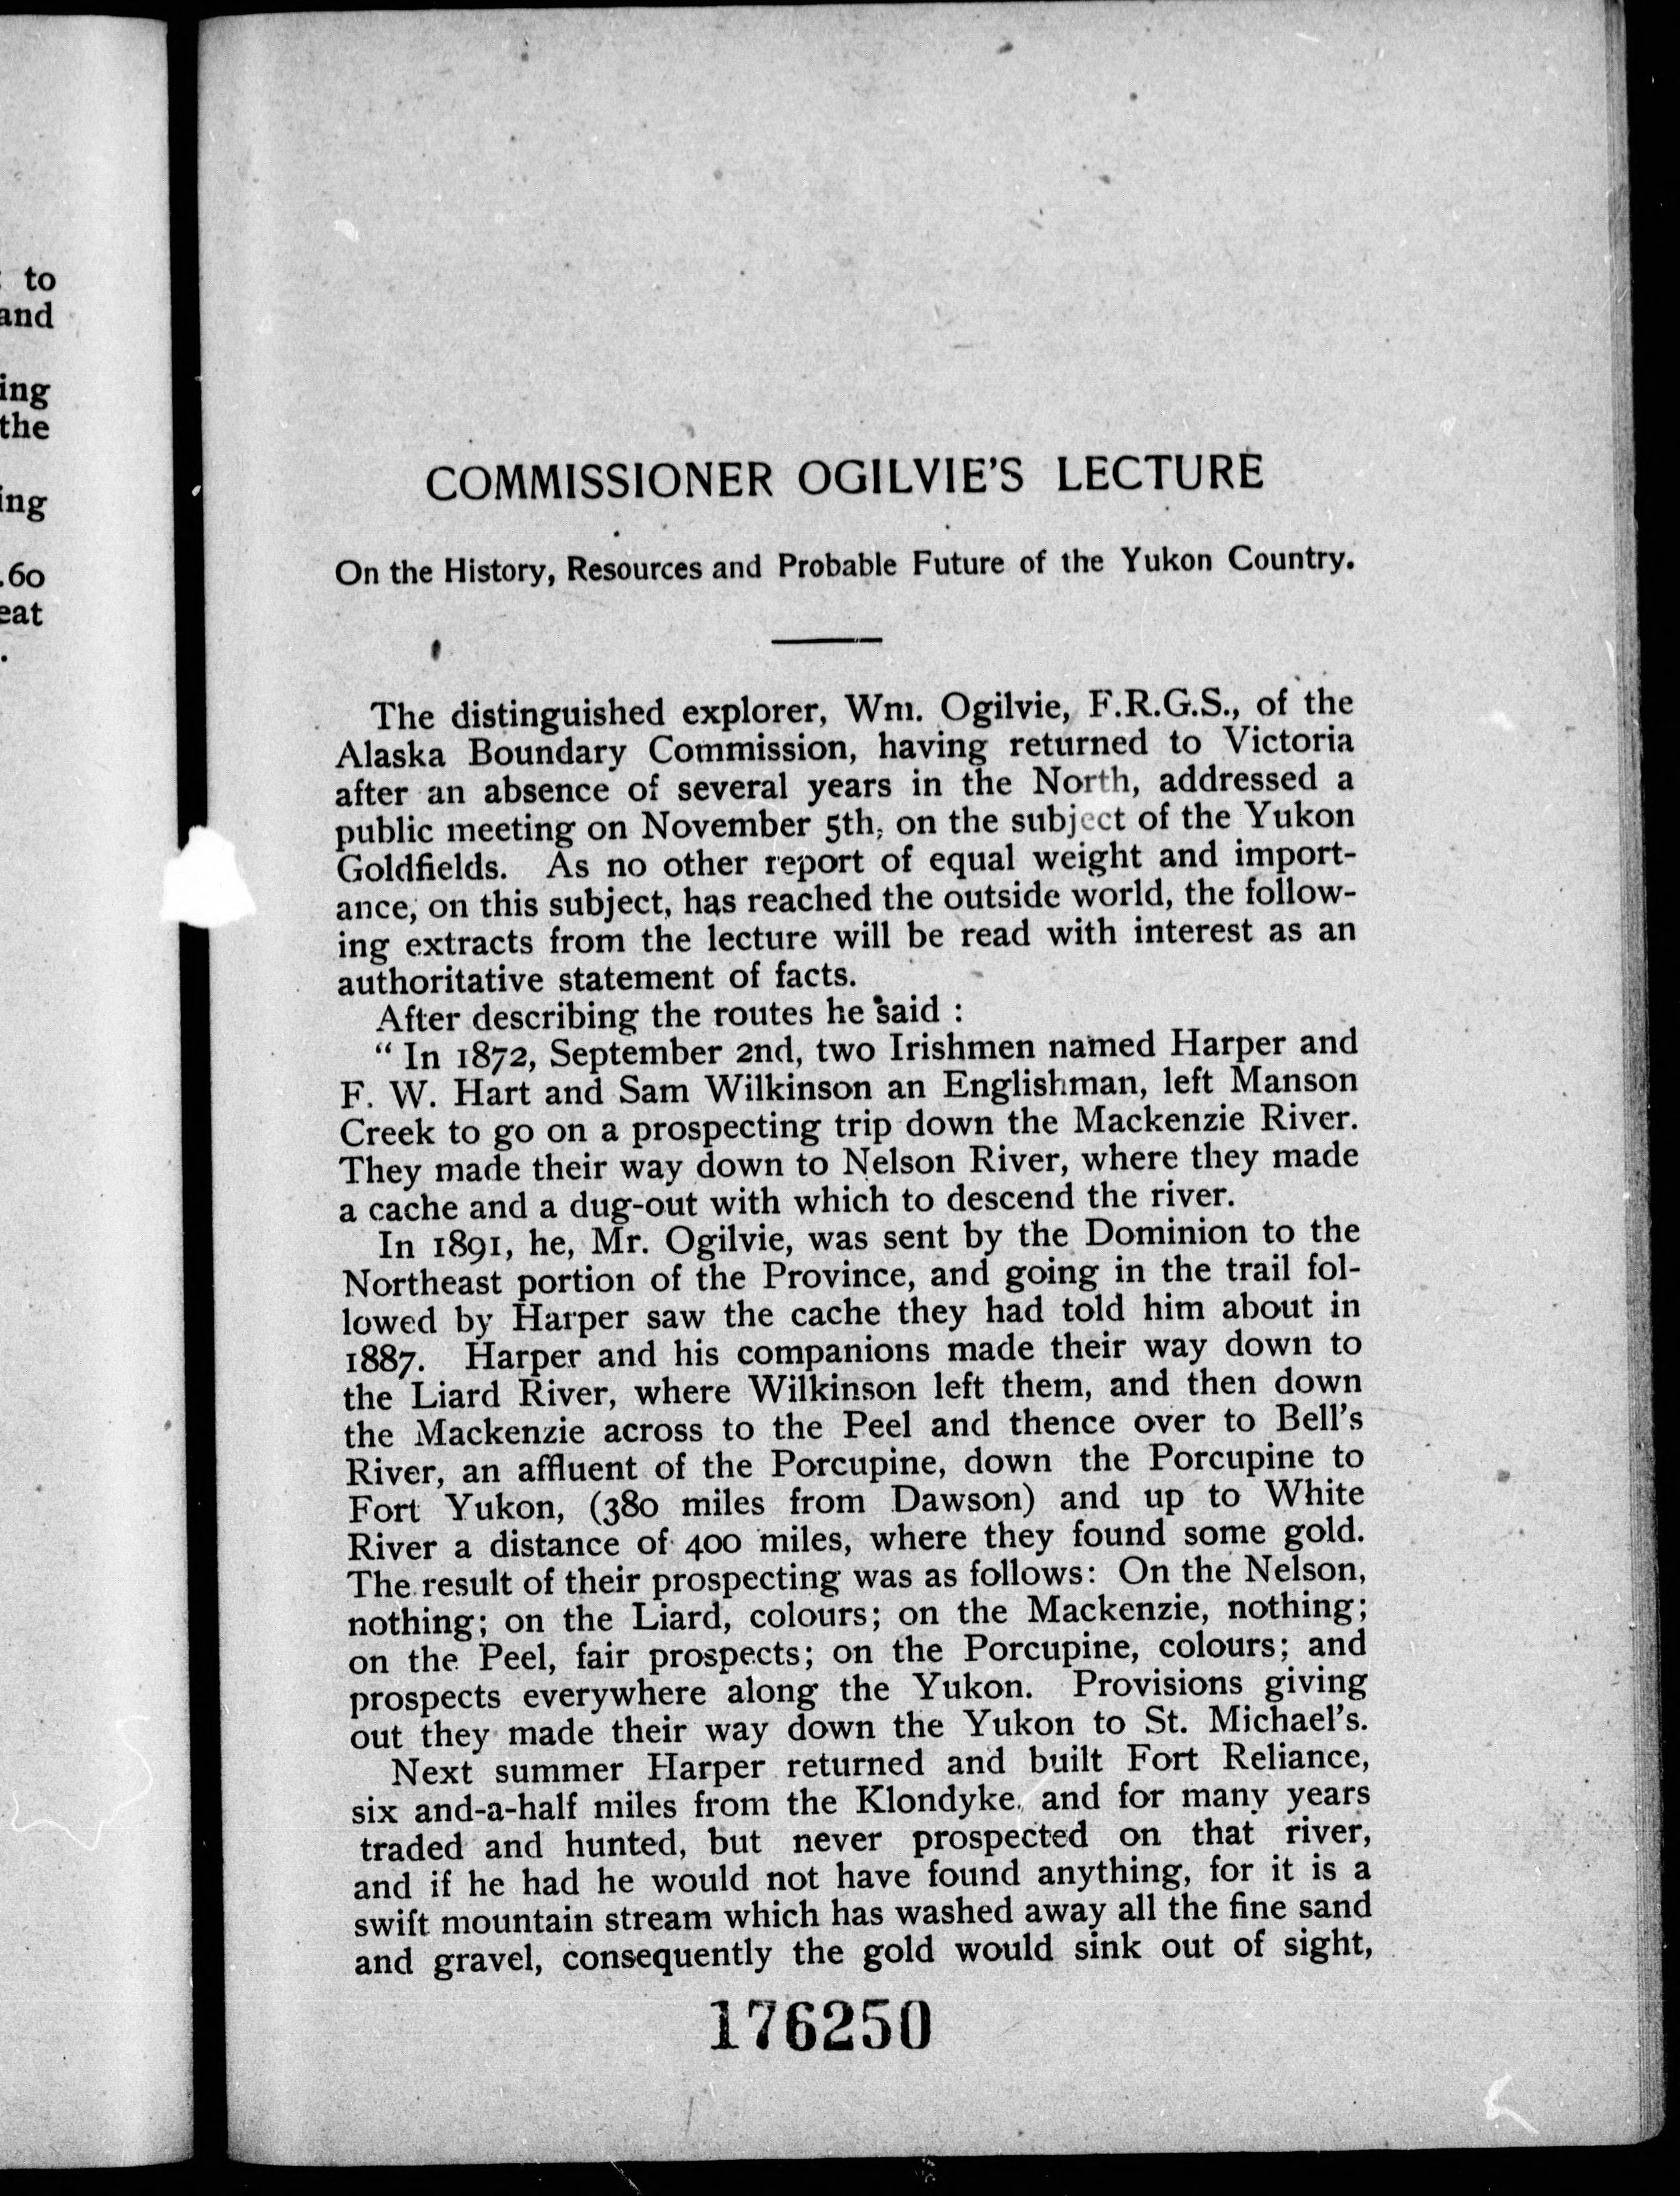 to
and
ing
the
ing
.60
eat
.
COMMISSIONER OGILVIE'S LECTURE
On the History, Resources and Probable Future of the Yukon Country.
The distinguished explorer, Wm. Ogilvie, F.R.G.S., of the
Alaska Boundary Commission, having returned to Victoria
after an absence of several years in the North, addressed a
public meeting on November 5th, on the subject of the Yukon
Goldfields. As no other report of equal weight and import-
ance, on this subject, has reached the outside world, the follow-
ing extracts from the lecture will be read with interest as an
authoritative statement of facts.
After describing the routes he said :
“ In 1872, September 2nd, two Irishmen named Harper and
F. W. Hart and Sam Wilkinson an Englishman, left Manson
Creek to go on a prospecting trip down the Mackenzie River.
They made their way down to Nelson River, where they made
a cache and a dug-out with which to descend the river.
In 1891, he, Mr. Ogilvie, was sent by the Dominion to the
Northeast portion of the Province, and going in the trail fol-
lowed by Harper saw the cache they had told him about in
1887. Harper and his companions made their way down to
the Liard River, where Wilkinson left them, and then down
the Mackenzie across to the Peel and thence over to Bell's
River, an affluent of the Porcupine, down the Porcupine to
Fort Yukon, (380 miles from Dawson) and up to White
River a distance of 400 miles, where they found some gold.
The result of their prospecting was as follows: On the Nelson,
nothing; on the Liard, colours; on the Mackenzie, nothing;
on the Peel, fair prospects; on the Porcupine, colours; and
prospects everywhere along the Yukon. Provisions giving
out they made their way down the Yukon to St. Michael's.
Next summer Harper returned and built Fort Reliance,
six and-a-half miles from the Klondyke, and for many years
traded and hunted, but never prospected on that river,
and if he had he would not have found anything, for it is a
swift mountain stream which has washed away all the fine sand
and gravel, consequently the gold would sink out of sight,
176250